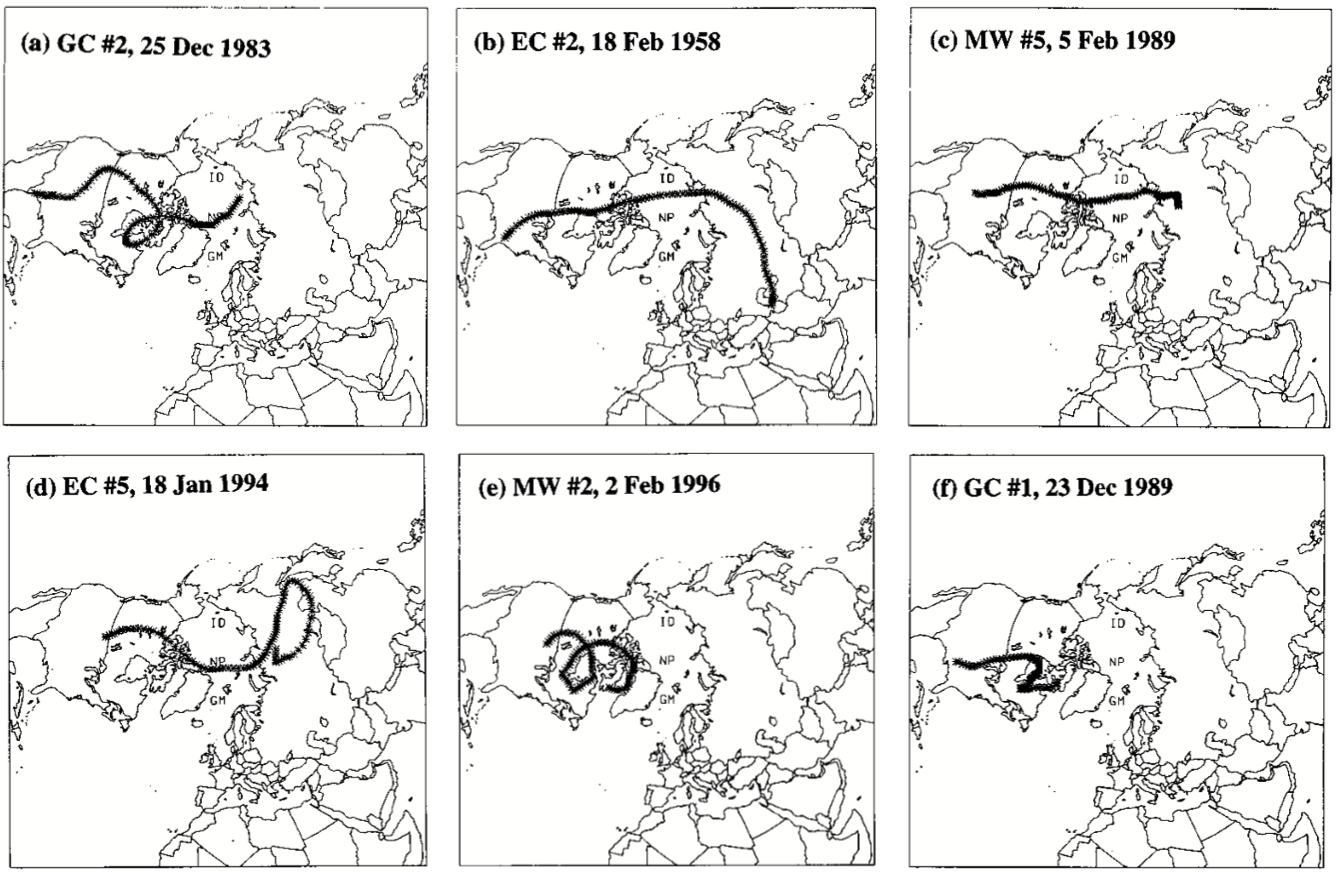 (a) GC #2, 25 Dec 1983
ID
NP
GM
(b) EC #2, 18 Feb 1958
ID
NP
GM
(c) MW #5, 5 Feb 1989
ID
NP
GM
(d) EC #5, 18 Jan 1994
ID
NP
GM
(e) MW #2, 2 Feb 1996
ID
NP
GM
(f) GC #1, 23 Dec 1989
ID
NP
GM